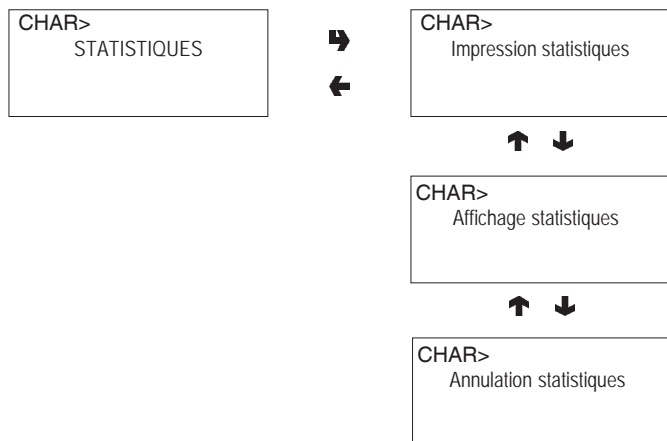 CHAR>
STATISTIQUES
CHAR>
Impression statistiques
CHAR>
Affichage statistiques
CHAR>
Annulation statistiques